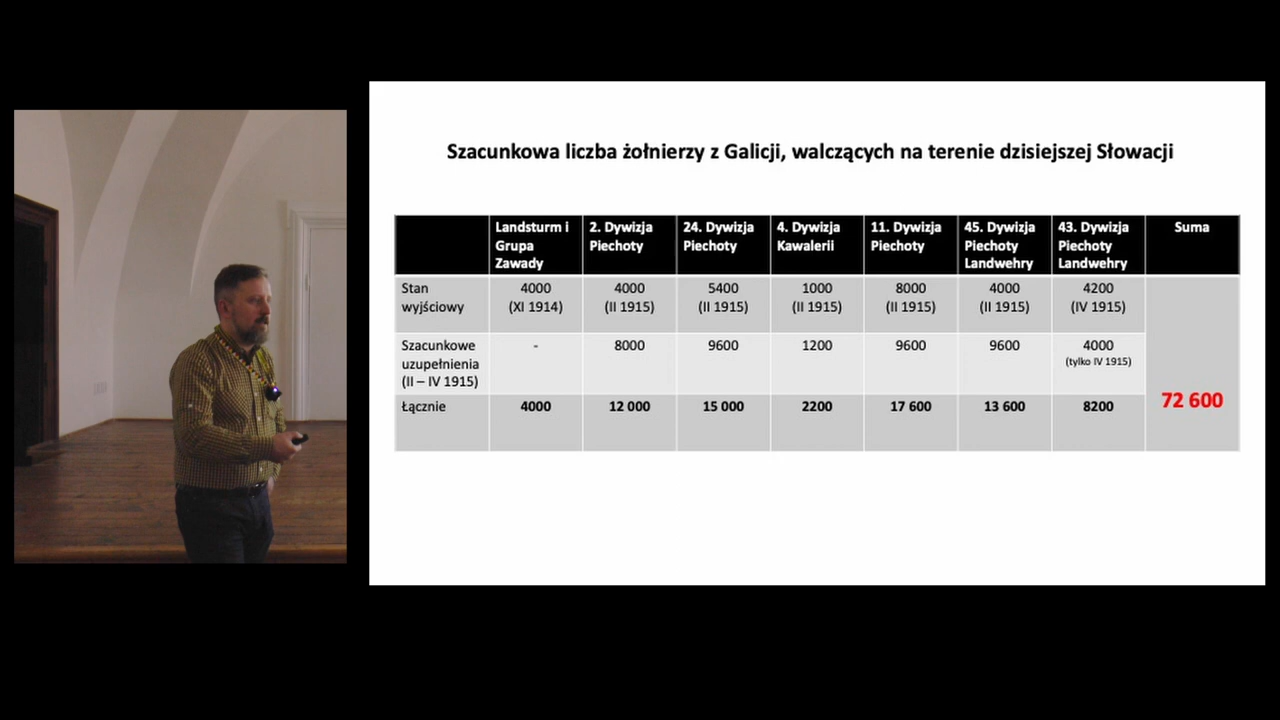 Szacunkowa liczba żołnierzy z Galicji, walczących na terenie dzisiejszej Słowacji
Landsturm i Grupa Zawady
2. Dywizja Piechoty
24. Dywizja Piechoty
4. Dywizja Kawalerii
11. Dywizja Piechoty
45. Dywizja Piechoty Landwehry
43. Dywizja Piechoty Landwehry
Suma
Stan wyjściowy
4000 (XI 1914)
4000 (II 1915)
5400 (II 1915)
1000 (II 1915)
8000 (II 1915)
4000 (II 1915)
4200 (IV 1915)
Szacunkowe uzupełnienia (II – IV 1915)
-
8000
9600
1200
9600
9600
4000 (tylko IV 1915)
Łącznie
4000
12 000
15 000
2200
17 600
13 600
8200
72 600